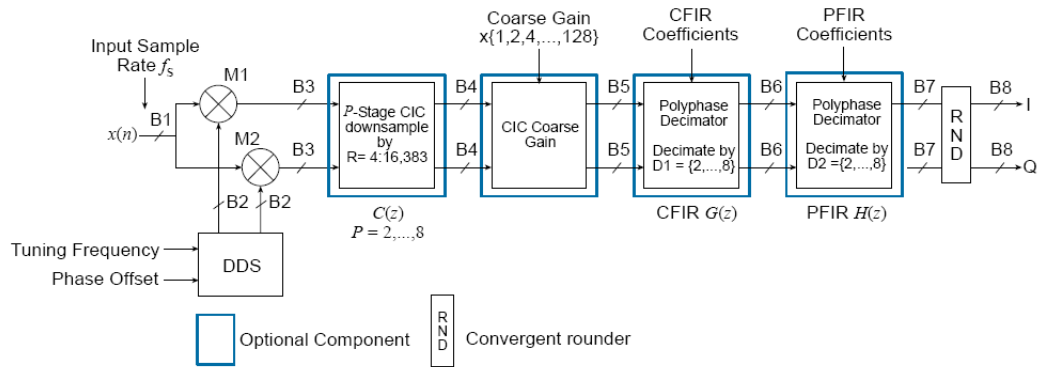 Input Sample
Rate fs
B1
x(n)
M1
M2
B2
B2
DDS
Tuning Frequency
Phase Offset
B3
B3
P-Stage CIC
downsample
by
R= 4:16,383
C(z)
P = 2,...,8
B4
B4
Coarse Gain
x{1,2,4,...,128}
CIC Coarse
Gain
B5
B5
CFIR
Coefficients
Polyphase
Decimator
Decimate by
D1 = {2,...,8}
CFIR G(z)
B6
B6
PFIR
Coefficients
Polyphase
Decimator
Decimate by
D2 ={2,...,8}
PFIR H(z)
B7
B7
R
N
D
B8
B8
I
Q
Optional Component
R
N
D
Convergent rounder